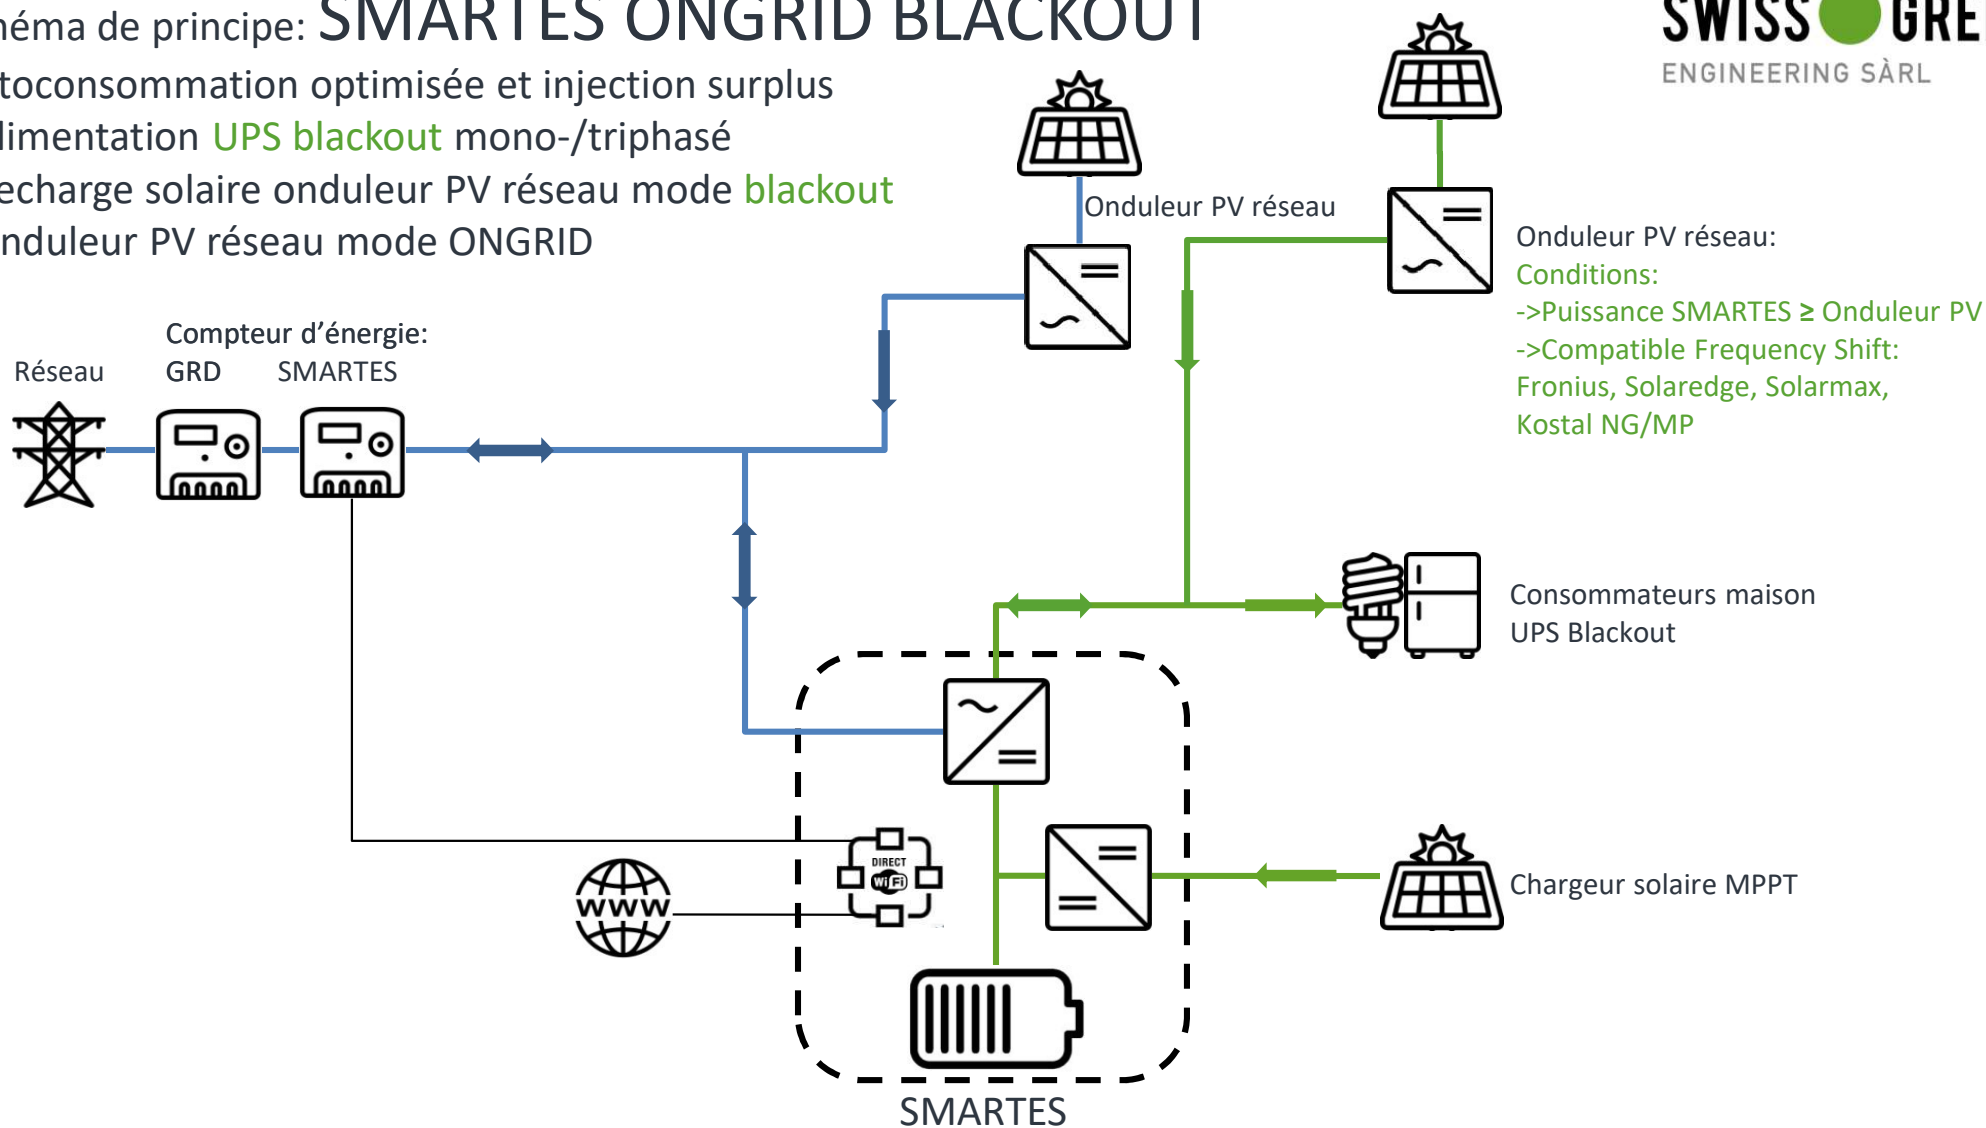 héma de principe: SMARTES ONGRID BLACKOUT
toconsommation optimisée et injection surplus
limentation UPS blackout mono-/triphasé
echarge solaire onduleur PV réseau mode blackout
nduleur PV réseau mode ONGRID
SWISS GREE
ENGINEERING SÀRL
Onduleur PV réseau
Onduleur PV réseau:
Conditions:
->Puissance SMARTES ≥ Onduleur PV
->Compatible Frequency Shift:
Fronius, Solaredge, Solarmax,
Kostal NG/MP
Compteur d’énergie:
Réseau GRD SMARTES
Consommateurs maison
UPS Blackout
DIRECT
WiFi
WWW
Chargeur solaire MPPT
SMARTES